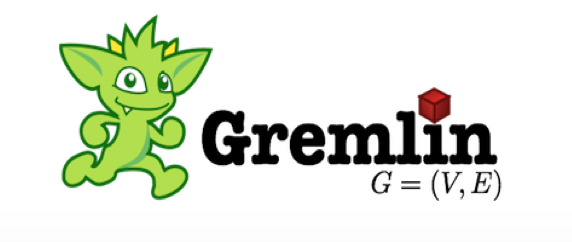 Gremlin
G = (V, E)